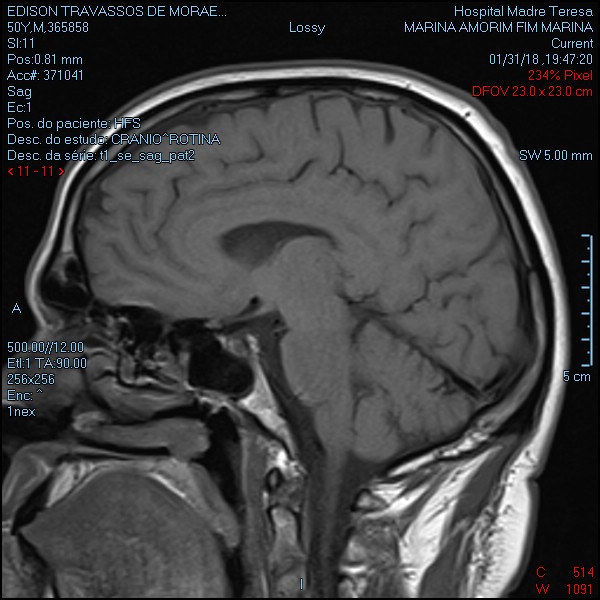 EDISON TRAVASSOS DE MORAE...
50Y,M,365858
Sl:11
Pos:0.81 mm
Acc#: 371041
Sag
Ec:1
Pos. do paciente: HFS
Desc. do estudo: CRANIO^ROTINA
Desc. da série: t1_se_sag_pat2
< 11 - 11 >
Lossy
Hospital Madre Teresa
MARINA AMORIM FIM MARINA
Current
01/31/18 ,19:47:20
234% Pixel
DFOV 23.0 x 23.0 cm
SW 5.00 mm
A
500.00//12.00
Etl:1 TA:90.00
256x256
Enc: ^
1nex
5 cm
I
C 514
W 1091